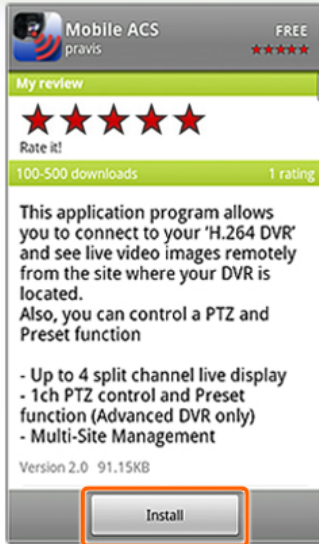 Mobile ACS
FREE
pravis
My review
Rate it!
100-500 downloads 1 rating
This application program allows
you to connect to your 'H.264 DVR'
and see live video images remotely
from the site where your DVR is
located.
Also, you can control a PTZ and
Preset function
- Up to 4 split channel live display
- 1ch PTZ control and Preset
function (Advanced DVR only)
- Multi-Site Management
Version 2.0 91.15KB
Install